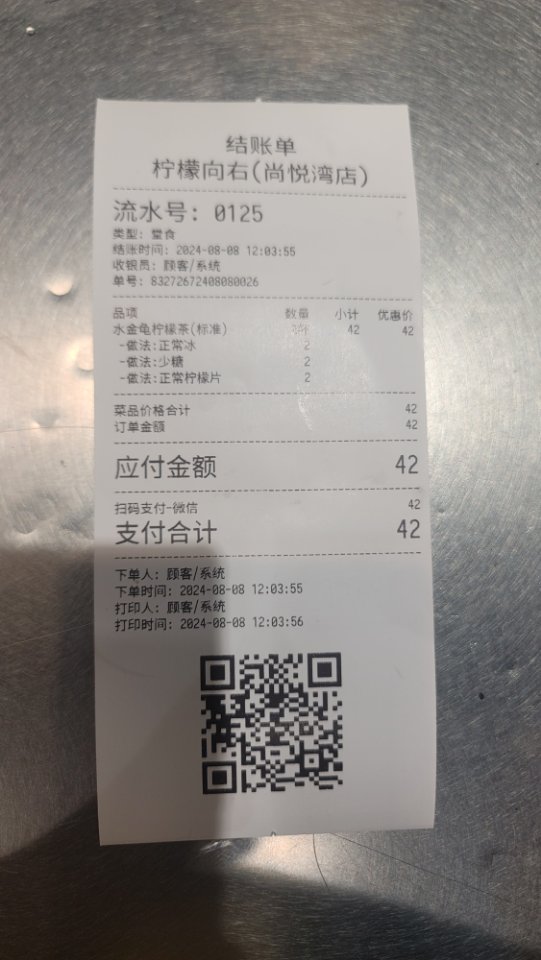 结账单
柠檬向右(尚悦湾店)
流水号: 0125
类型: 堂食
结账时间: 2024-08-08 12:03:55
收银员: 顾客/系统
单号: 83272672408080026
品项 数量 小计 优惠价
水金龟柠檬茶(标准) 42 42
-做法:正常冰 2
-做法:少糖 2
-做法:正常柠檬片 2
菜品价格合计 42
订单金额 42
应付金额 42
扫码支付-微信 42
支付合计 42
下单人: 顾客/系统
下单时间: 2024-08-08 12:03:55
打印人: 顾客/系统
打印时间: 2024-08-08 12:03:56